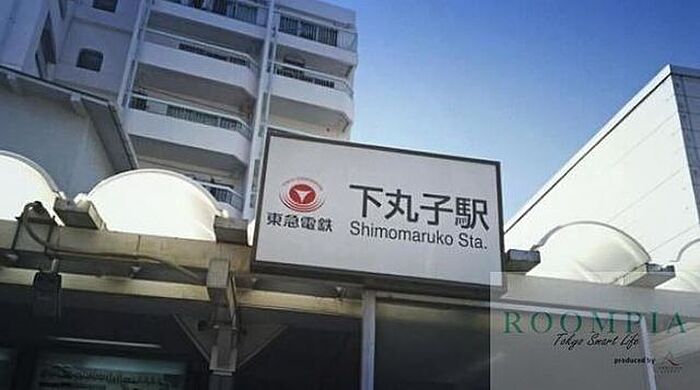 東急電鉄
下丸子駅
Shimomaruko Sta.
ROOMPIA
Tokyo Smart Life
produced by